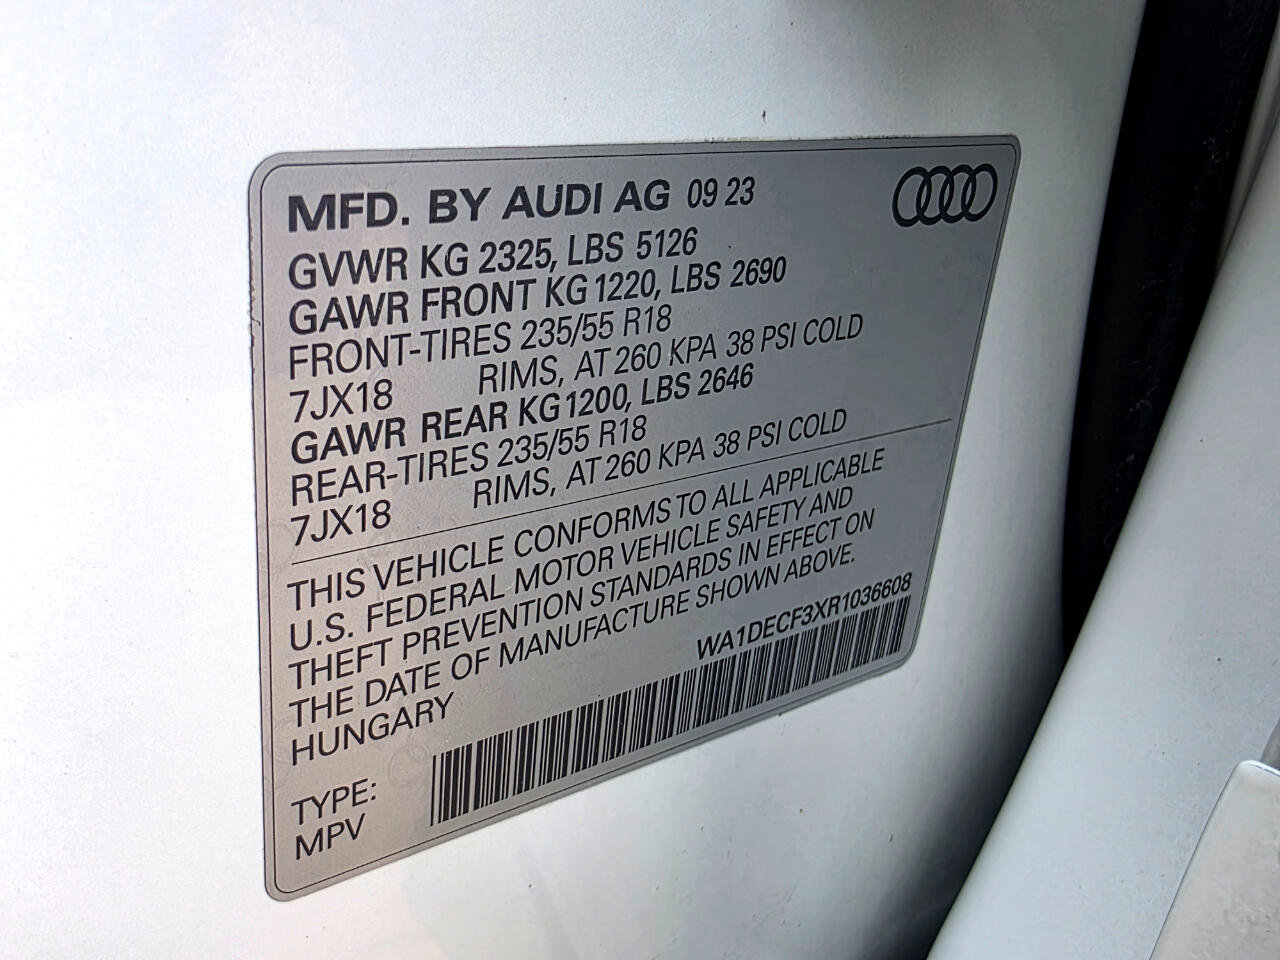 MFD. BY AUDI AG 09 23
GVWR KG 2325, LBS 5126
GAWR FRONT KG 1220, LBS 2690
FRONT-TIRES 235/55 R18
7JX18 RIMS, AT 260 KPA 38 PSI COLD
GAWR REAR KG 1200, LBS 2646
REAR-TIRES 235/55 R18
7JX18 RIMS, AT 260 KPA 38 PSI COLD
THIS VEHICLE CONFORMS TO ALL APPLICABLE
U.S. FEDERAL MOTOR VEHICLE SAFETY AND
THEFT PREVENTION STANDARDS IN EFFECT ON
THE DATE OF MANUFACTURE SHOWN ABOVE.
HUNGARY
WA1DECF3XR1036608
TYPE:
MPV